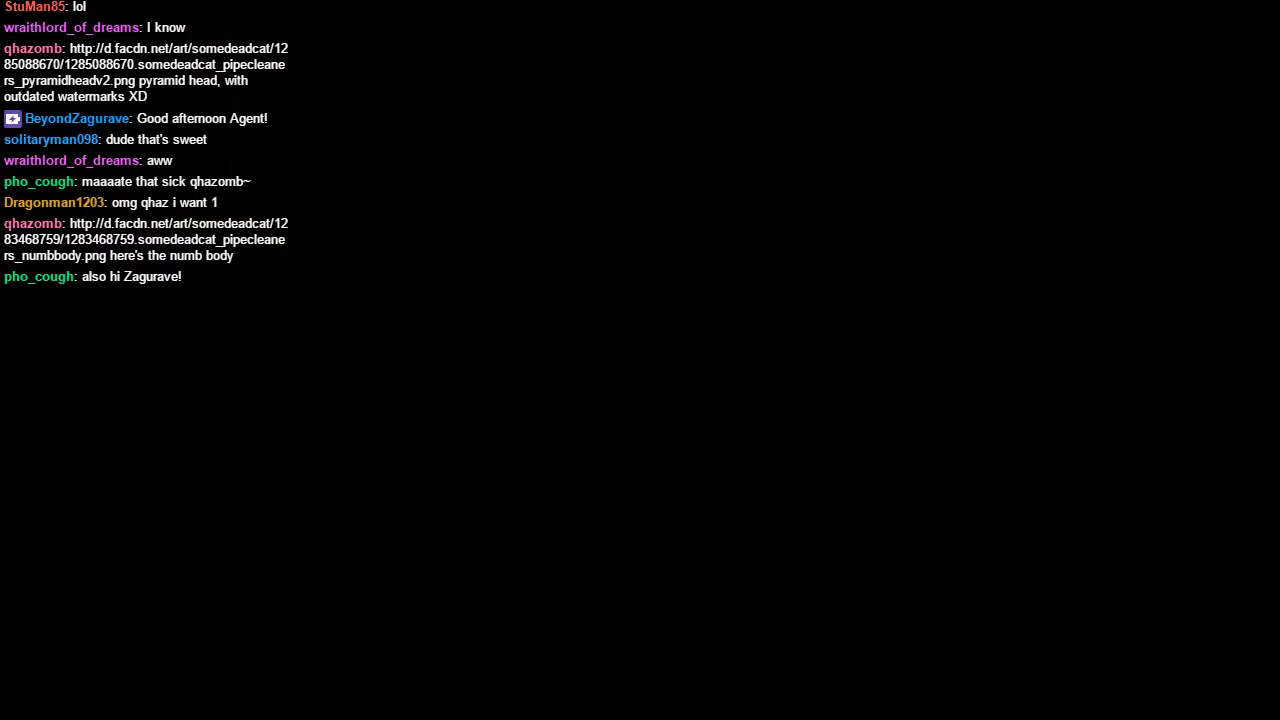 StuMan85: lol
wraithlord_of_dreams: I know
qhazomb: http://d.facdn.net/art/somedeadcat/12
85088670/1285088670.somedeadcat_pipecleane
rs_pyramidheadv2.png pyramid head, with
outdated watermarks XD
BeyondZagurave: Good afternoon Agent!
solitaryman098: dude that's sweet
wraithlord_of_dreams: aww
pho_cough: maaaate that sick qhazomb~
Dragonman1203: omg qhaz i want 1
qhazomb: http://d.facdn.net/art/somedeadcat/12
83468759/1283468759.somedeadcat_pipecleane
rs_numbbody.png here's the numb body
pho_cough: also hi Zagurave!